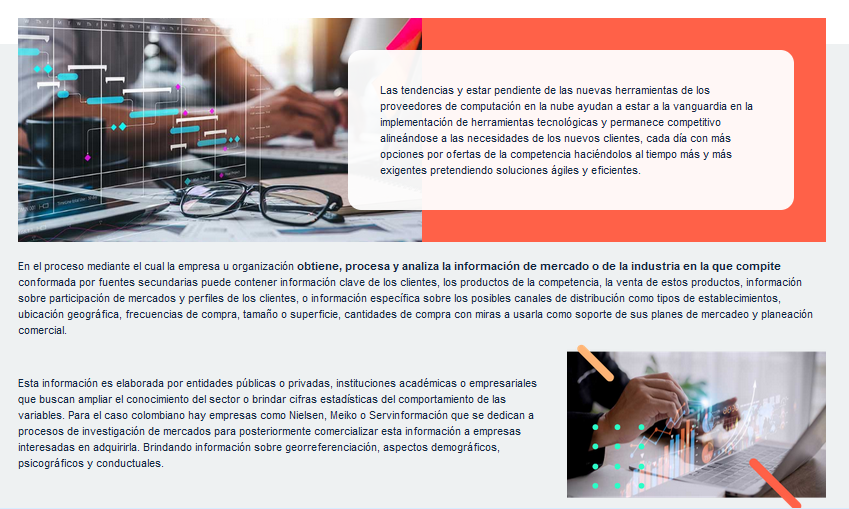 Las tendencias y estar pendiente de las nuevas herramientas de los
proveedores de computación en la nube ayudan a estar a la vanguardia en la
implementación de herramientas tecnológicas y permanece competitivo
alineándose a las necesidades de los nuevos clientes, cada día con más
opciones por ofertas de la competencia haciéndolos al tiempo más y más
exigentes pretendiendo soluciones ágiles y eficientes.
En el proceso mediante el cual la empresa u organización obtiene, procesa y analiza la información de mercado o de la industria en la que compite
conformada por fuentes secundarias puede contener información clave de los clientes, los productos de la competencia, la venta de estos productos, información
sobre participación de mercados y perfiles de los clientes, o información específica sobre los posibles canales de distribución como tipos de establecimientos,
ubicación geográfica, frecuencias de compra, tamaño o superficie, cantidades de compra con miras a usarla como soporte de sus planes de mercadeo y planeación
comercial.
Esta información es elaborada por entidades públicas o privadas, instituciones académicas o empresariales
que buscan ampliar el conocimiento del sector o brindar cifras estadísticas del comportamiento de las
variables. Para el caso colombiano hay empresas como Nielsen, Meiko o Servinformación que se dedican a
procesos de investigación de mercados para posteriormente comercializar esta información a empresas
interesadas en adquirirla. Brindando información sobre georreferenciación, aspectos demográficos,
psicográficos y conductuales.